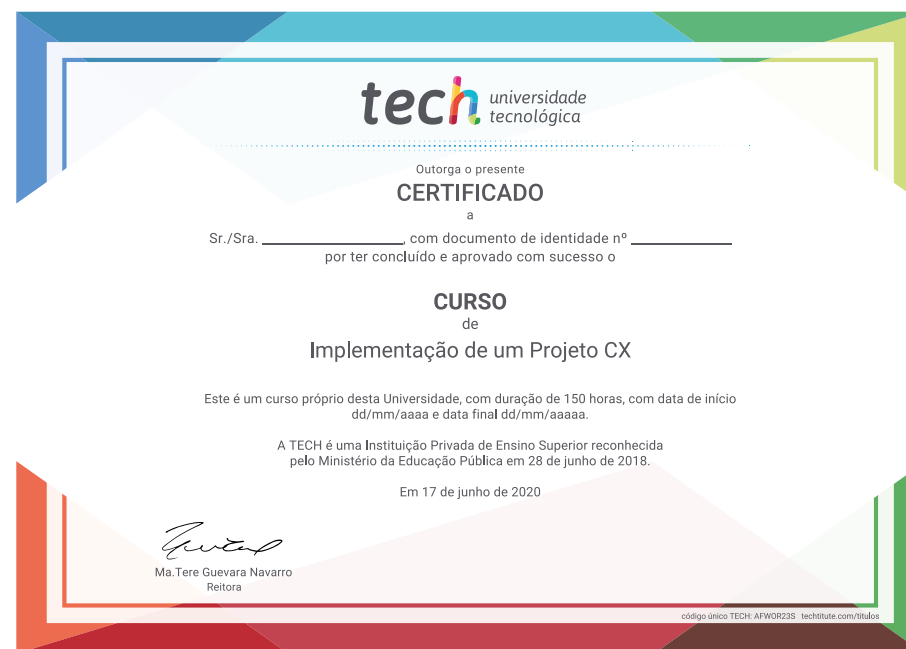 tech universidade
tecnológica
Outorga o presente
CERTIFICADO
a
Sr./Sra. ____________________, com documento de identidade nº ______________
por ter concluído e aprovado com sucesso o
CURSO
de
Implementação de um Projeto CX
Este é um curso próprio desta Universidade, com duração de 150 horas, com data de início
dd/mm/aaaa e data final dd/mm/aaaaa.
A TECH é uma Instituição Privada de Ensino Superior reconhecida
pelo Ministério da Educação Pública em 28 de junho de 2018.
Em 17 de junho de 2020
Ma.Tere Guevara Navarro
Reitora
código único TECH: AFWOR23S techtitute.com/titulos